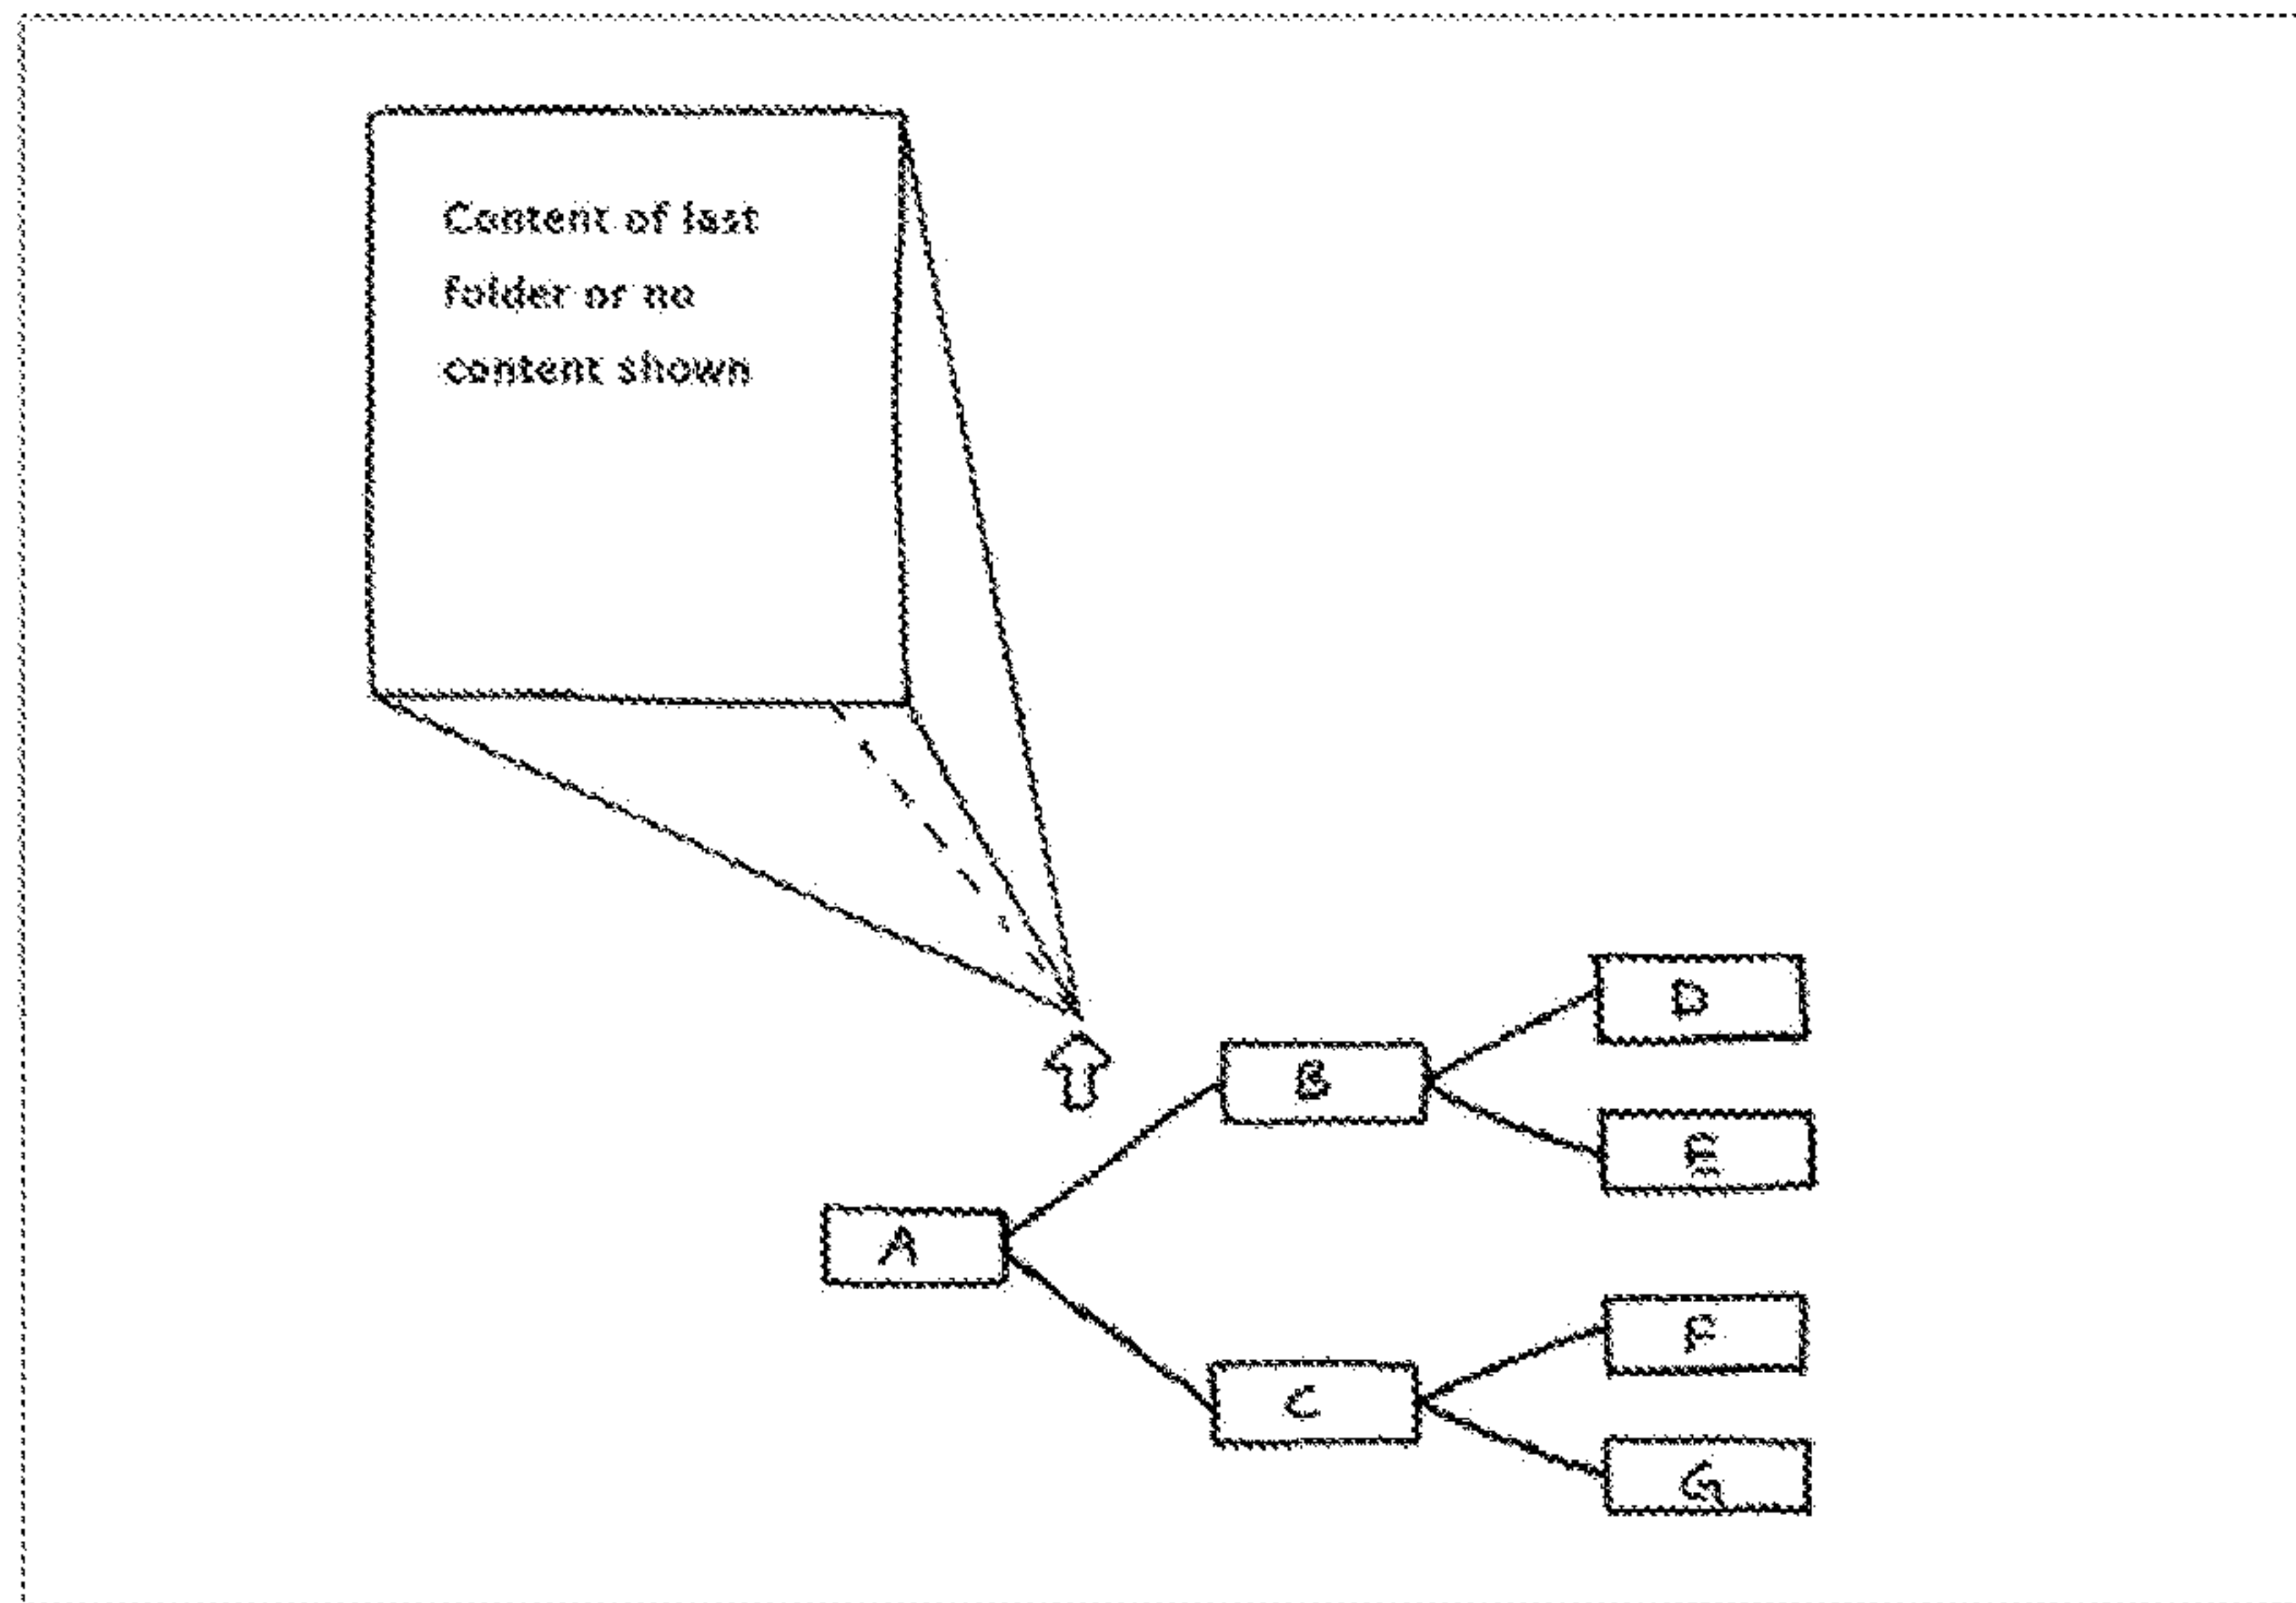 Content of last
folder or no
content shown
D
B
E
A
F
C
G